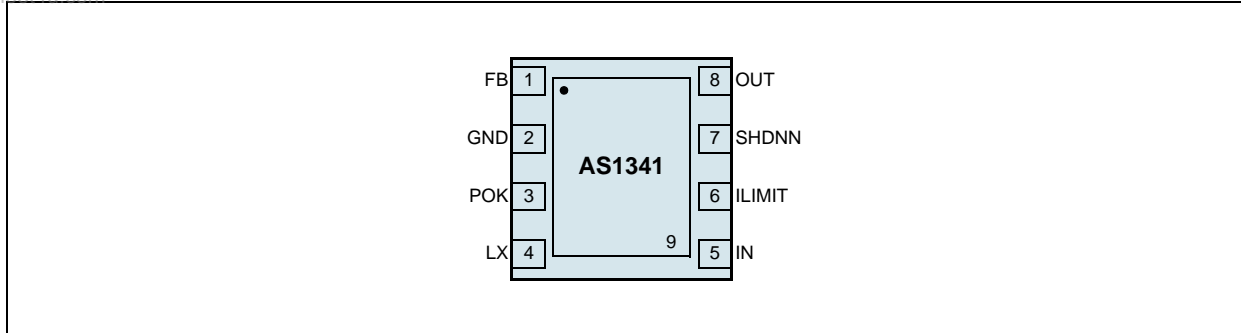 FB 1 8 OUT
GND 2 7 SHDNN
AS1341
POK 3 6 ILIMIT
9
LX 4 5 IN